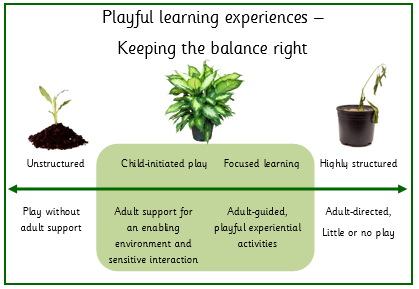 Playful learning experiences –
Keeping the balance right
Unstructured
Child-initiated play
Focused learning
Highly structured
Play without
adult support
Adult support for
an enabling
environment and
sensitive interaction
Adult-guided,
playful experiential
activities
Adult-directed,
Little or no play